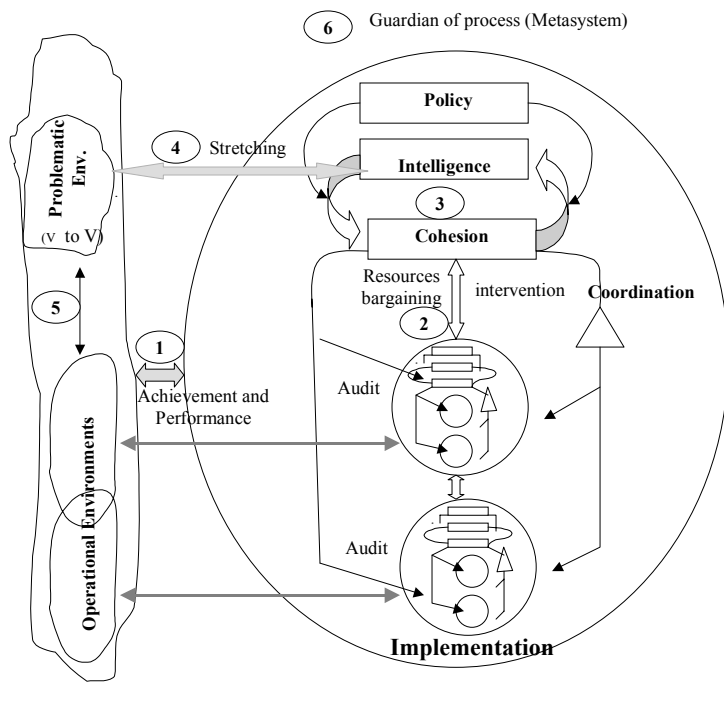 6
Guardian of process (Metasystem)
Policy
4
Stretching
Intelligence
Problematic
Env.
(v to V)
3
Cohesion
Resources
bargaining
intervention
Coordination
5
2
1
Achievement and
Performance
Audit
Operational Environments
Audit
Implementation